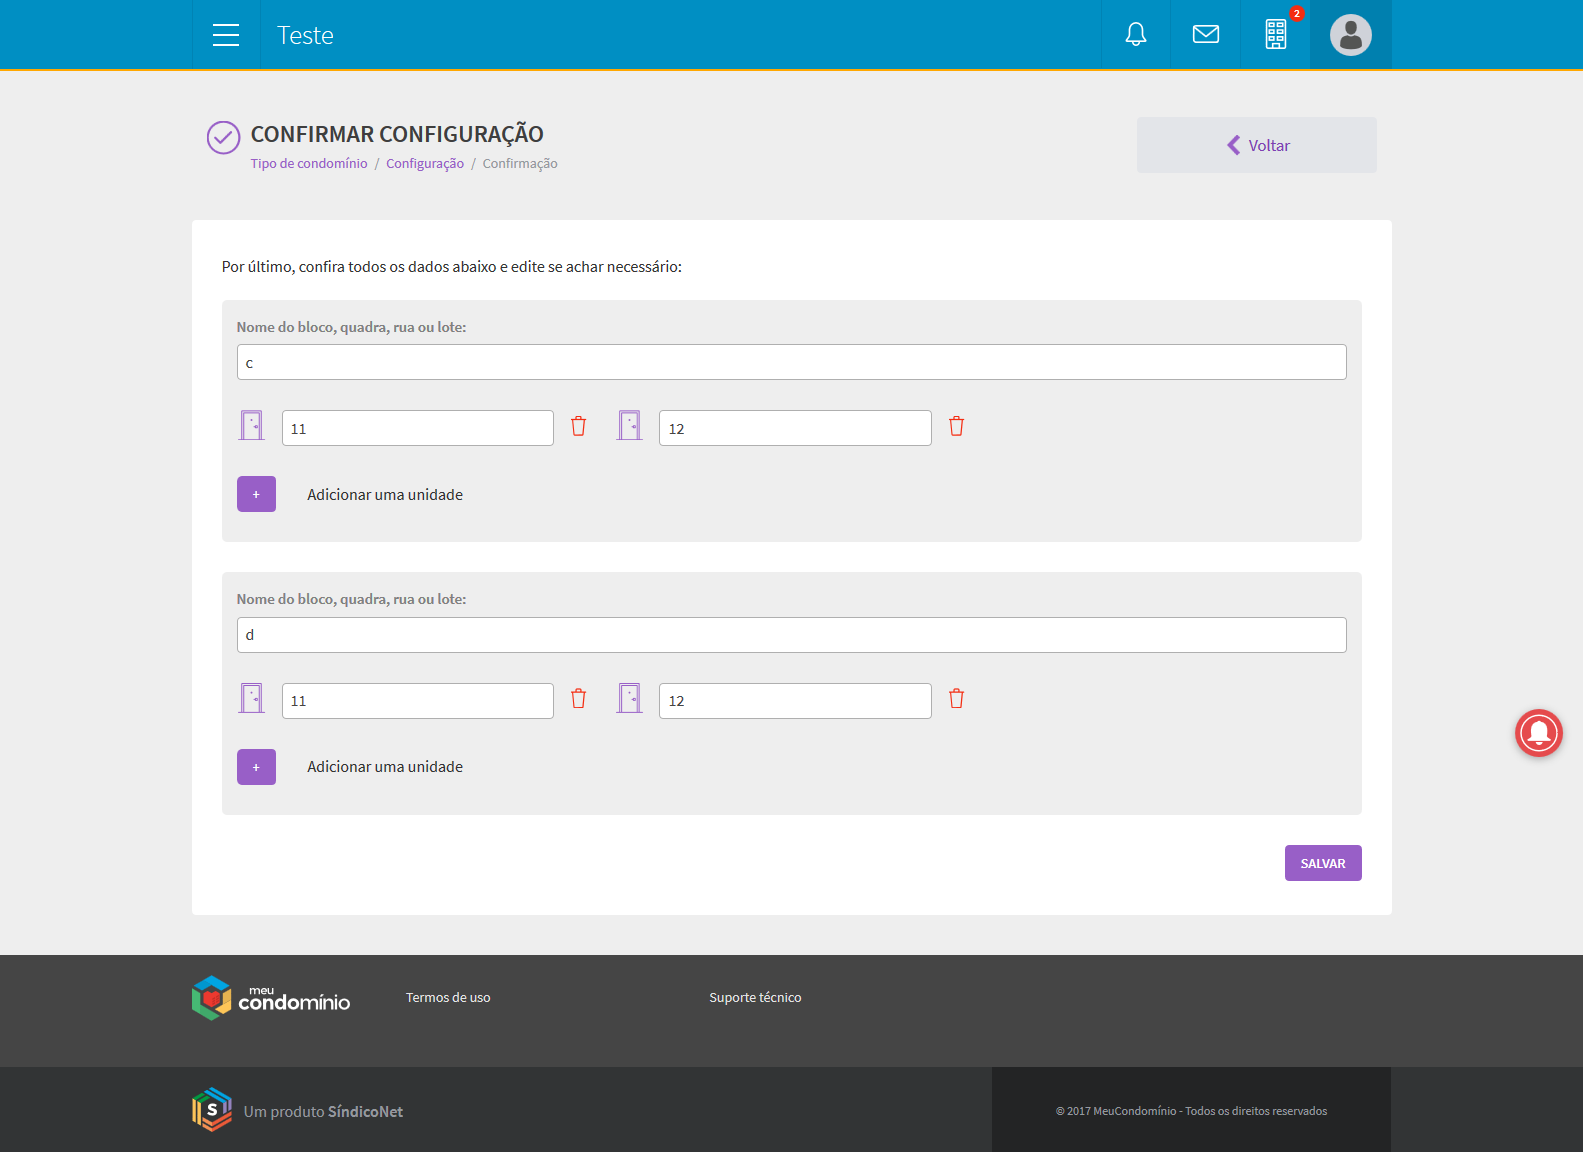 Teste
2
CONFIRMAR CONFIGURAÇÃO
Tipo de condomínio / Configuração / Confirmação
Voltar
Por último, confira todos os dados abaixo e edite se achar necessário:
Nome do bloco, quadra, rua ou lote:
c
11
12
+ Adicionar uma unidade
Nome do bloco, quadra, rua ou lote:
d
11
12
+ Adicionar uma unidade
SALVAR
meu
condomínio
Termos de uso
Suporte técnico
S
Um produto SíndicoNet
© 2017 MeuCondomínio - Todos os direitos reservados